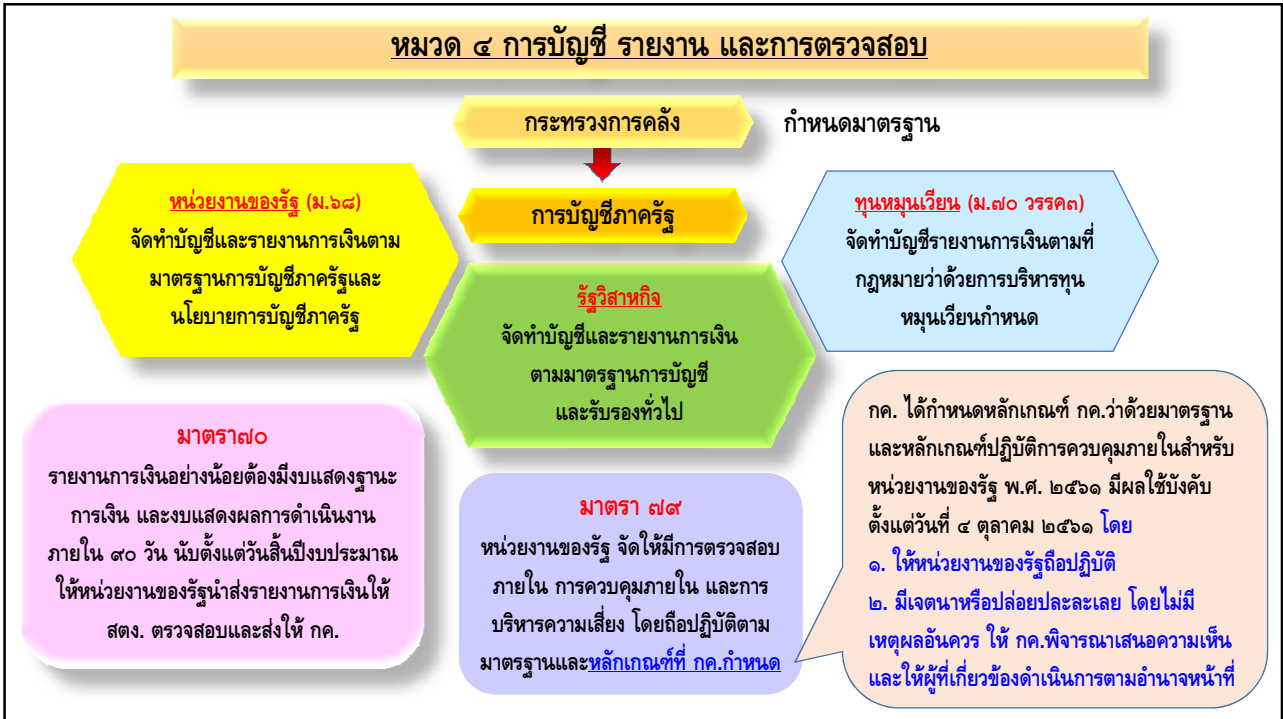 หมวด ๔ การบัญชี รายงาน และการตรวจสอบ
กระทรวงการคลัง
กำหนดมาตรฐาน
การบัญชีภาครัฐ
หน่วยงานของรัฐ (ม.๖๘)
จัดทำบัญชีและรายงานการเงินตาม
มาตรฐานการบัญชีภาครัฐและ
นโยบายการบัญชีภาครัฐ
รัฐวิสาหกิจ
จัดทำบัญชีและรายงานการเงิน
ตามมาตรฐานการบัญชี
และรับรองทั่วไป
ทุนหมุนเวียน (ม.๗๐ วรรค๓)
จัดทำบัญชีรายงานการเงินตามที่
กฎหมายว่าด้วยการบริหารทุน
หมุนเวียนกำหนด
มาตรา๗๐
รายงานการเงินอย่างน้อยต้องมีงบแสดงฐานะ
การเงิน และงบแสดงผลการดำเนินงาน
ภายใน ๙๐ วัน นับตั้งแต่วันสิ้นปีงบประมาณ
ให้หน่วยงานของรัฐนำส่งรายงานการเงินให้
สตง. ตรวจสอบและส่งให้ กค.
มาตรา ๗๙
หน่วยงานของรัฐ จัดให้มีการตรวจสอบ
ภายใน การควบคุมภายใน และการ
บริหารความเสี่ยง โดยถือปฏิบัติตาม
มาตรฐานและหลักเกณฑ์ที่ กค.กำหนด
กค. ได้กำหนดหลักเกณฑ์ กค.ว่าด้วยมาตรฐาน
และหลักเกณฑ์ปฏิบัติการควบคุมภายในสำหรับ
หน่วยงานของรัฐ พ.ศ. ๒๕๖๑ มีผลใช้บังคับ
ตั้งแต่วันที่ ๔ ตุลาคม ๒๕๖๑ โดย
๑. ให้หน่วยงานของรัฐถือปฏิบัติ
๒. มีเจตนาหรือปล่อยปะละเลย โดยไม่มี
เหตุผลอันควร ให้ กค.พิจารณาเสนอความเห็น
และให้ผู้ที่เกี่ยวข้องดำเนินการตามอำนาจหน้าที่